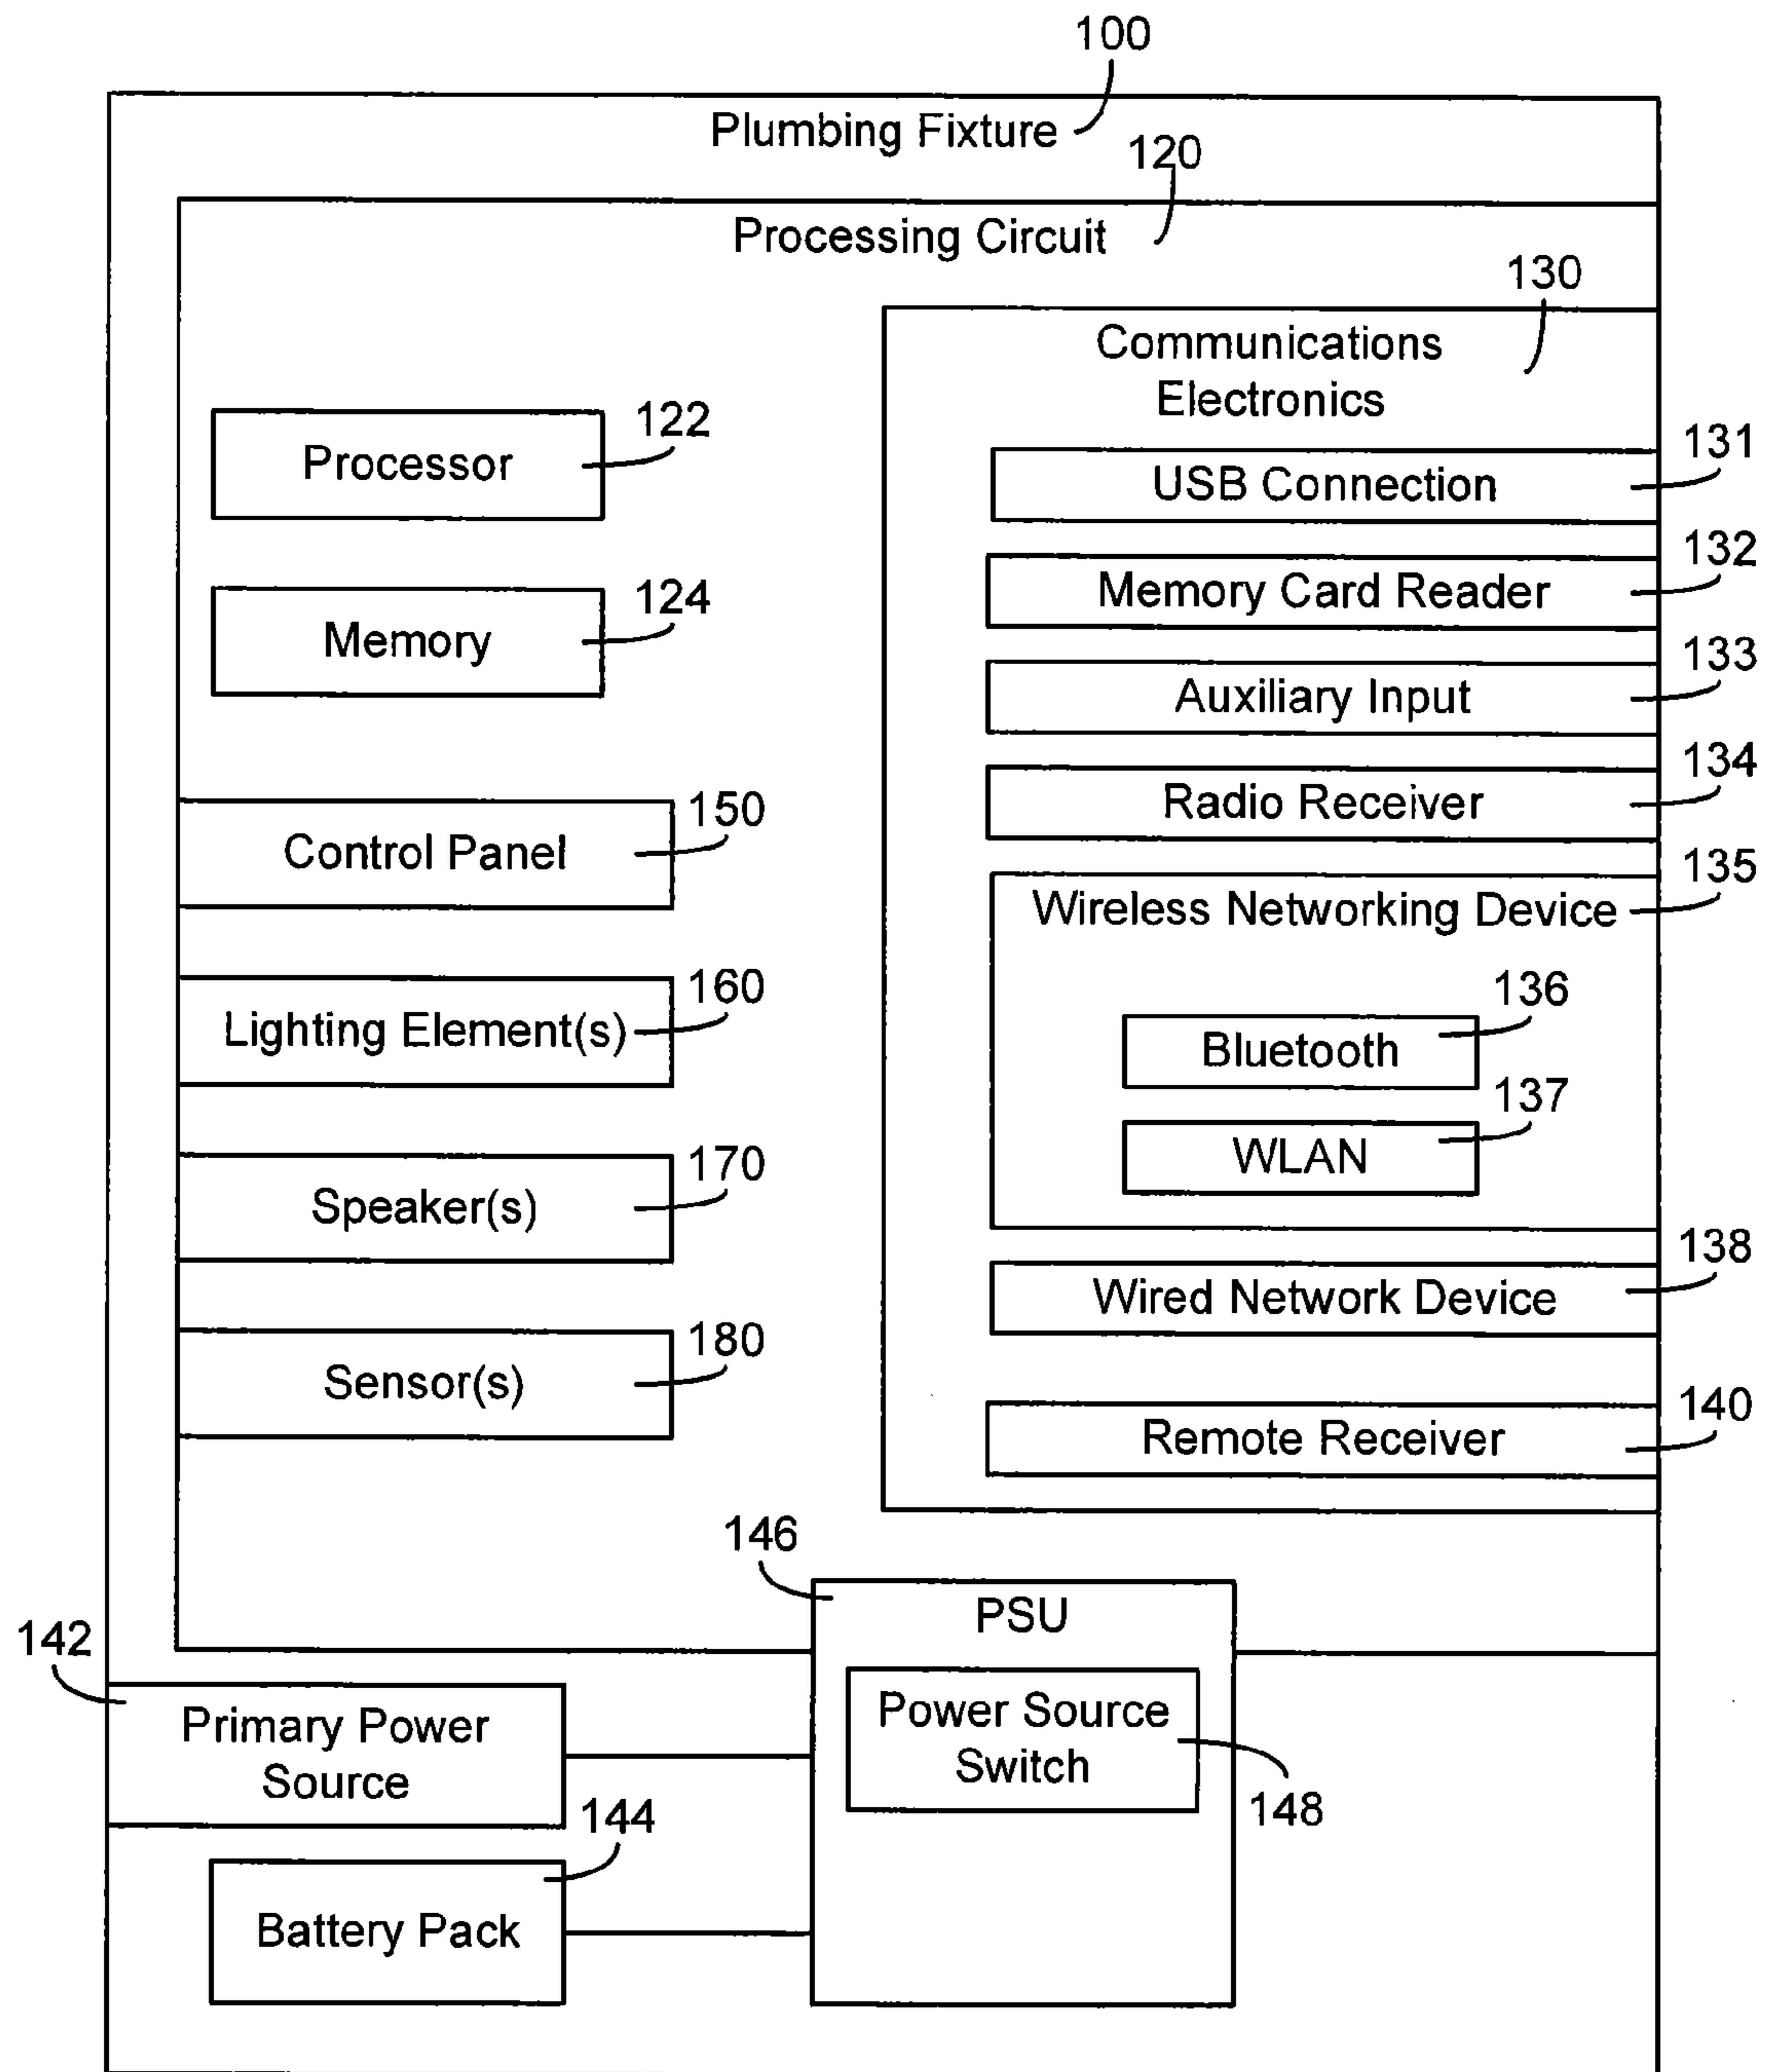 100
Plumbing Fixture
120
Processing Circuit
130
Communications
Electronics
122
Processor
131
USB Connection
132
Memory Card Reader
124
Memory
133
Auxiliary Input
134
Radio Receiver
150
Control Panel
135
Wireless Networking Device
160
Lighting Element(s)
136
Bluetooth
137
WLAN
170
Speaker(s)
138
Wired Network Device
180
Sensor(s)
140
Remote Receiver
146
PSU
142
Primary Power
Source
Power Source
Switch
148
144
Battery Pack